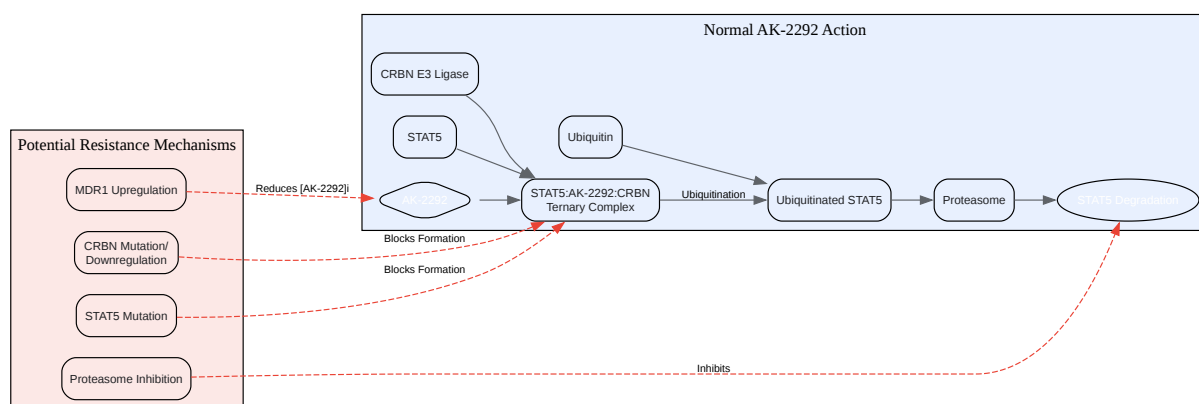 Normal AK-2292 Action
CRBN E3 Ligase
STAT5
Ubiquitin
Potential Resistance Mechanisms
MDR1 Upregulation
Reduces [AK-2292]i
AK-2292
STAT5:AK-2292:CRBN
Ternary Complex
Ubiquitination
Ubiquitinated STAT5
Proteasome
STAT5 Degradation
CRBN Mutation/
Downregulation
Blocks Formation
Blocks Formation
STAT5 Mutation
Proteasome Inhibition
Inhibits